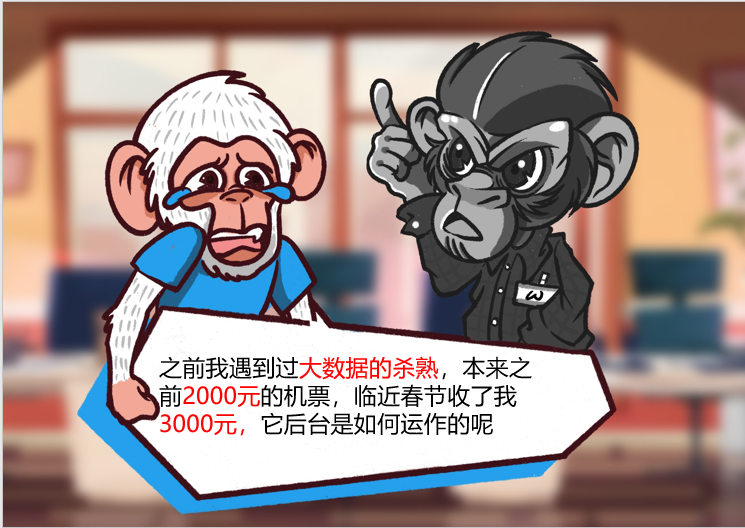 之前我遇到过大数据的杀熟，本来之
前2000元的机票，临近春节收了我
3000元，它后台是如何运作的呢